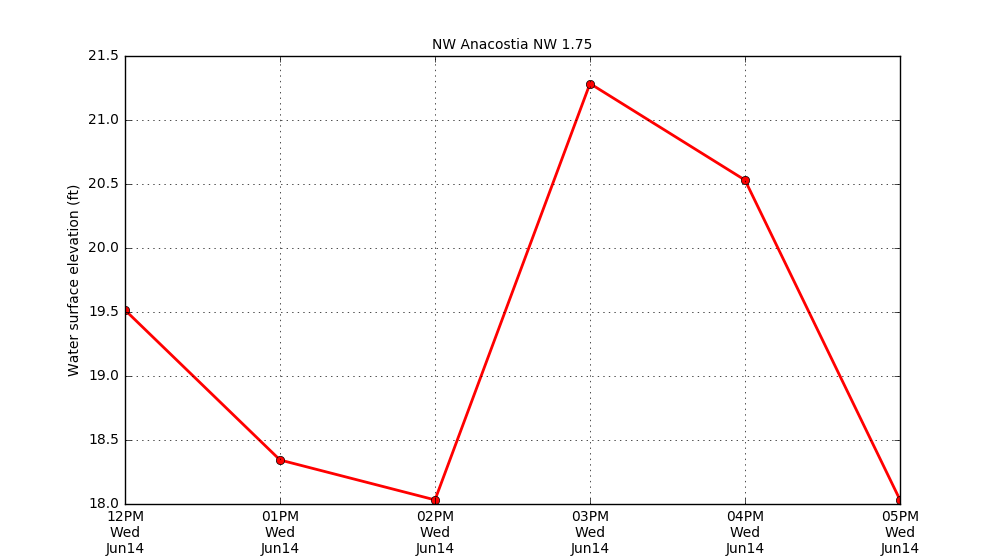 NW Anacostia NW 1.75
Water surface elevation (ft)
21.5
21.0
20.5
20.0
19.5
19.0
18.5
18.0
12PM 01PM 02PM 03PM 04PM 05PM
Wed Wed Wed Wed Wed Wed
Jun14 Jun14 Jun14 Jun14 Jun14 Jun14